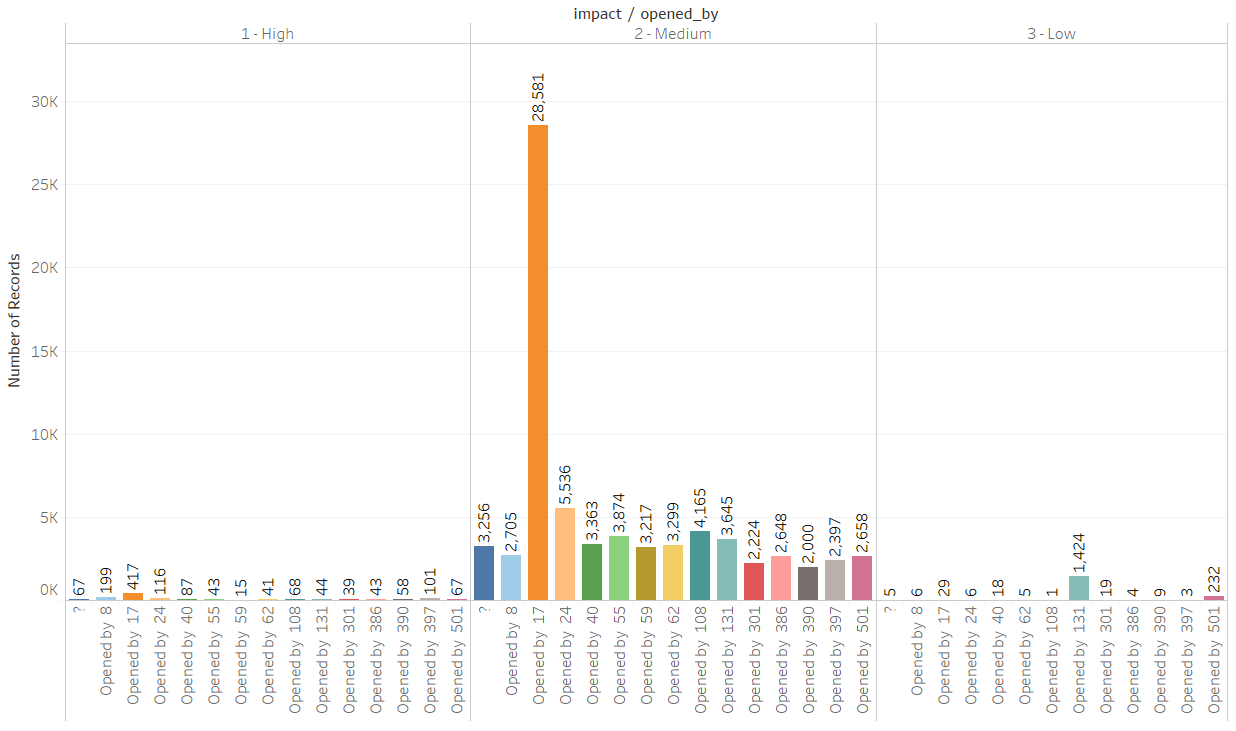 impact / opened_by
1 - High
2 - Medium
3 - Low
Number of Records
30K
25K
20K
15K
10K
5K
0K
67
199
417
116
87
43
15
41
68
44
39
43
58
101
67
3,256
2,705
28,581
5,536
3,363
3,874
3,217
3,299
4,165
3,645
2,224
2,648
2,000
2,397
2,658
5
6
29
6
18
5
1
1,424
19
4
9
3
232
?
Opened by 8
Opened by 17
Opened by 24
Opened by 40
Opened by 55
Opened by 59
Opened by 62
Opened by 108
Opened by 131
Opened by 301
Opened by 386
Opened by 390
Opened by 397
Opened by 501
?
Opened by 8
Opened by 17
Opened by 24
Opened by 40
Opened by 55
Opened by 59
Opened by 62
Opened by 108
Opened by 131
Opened by 301
Opened by 386
Opened by 390
Opened by 397
Opened by 501
?
Opened by 8
Opened by 17
Opened by 24
Opened by 40
Opened by 62
Opened by 108
Opened by 131
Opened by 301
Opened by 386
Opened by 390
Opened by 397
Opened by 501